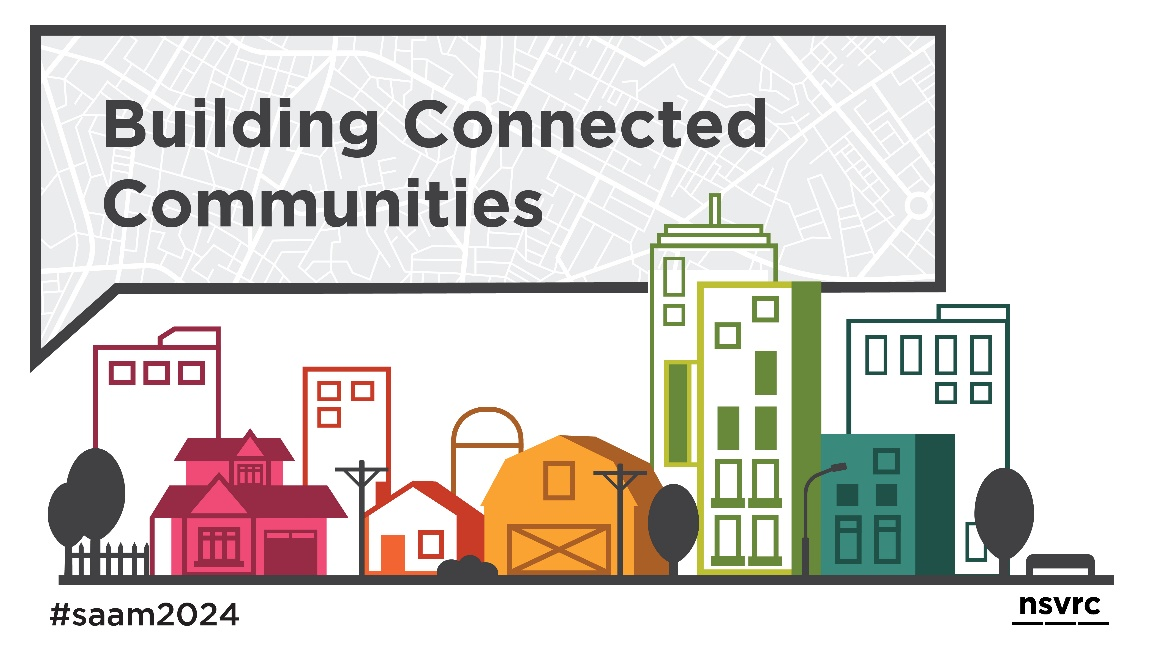 Building Connected
Communities
#saam2024
nsvrc